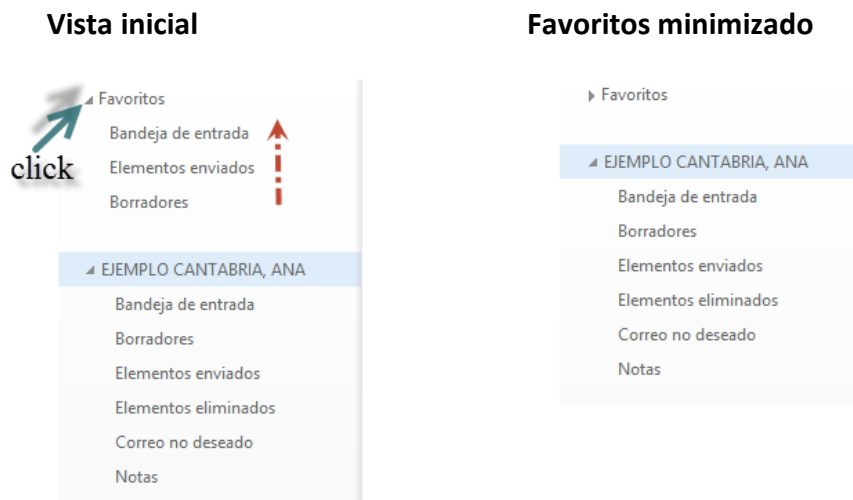 Vista inicial
Favoritos minimizado
Favoritos
Bandeja de entrada
click
Elementos enviados
Borradores
EJEMPLO CANTABRIA, ANA
Bandeja de entrada
Borradores
Elementos enviados
Elementos eliminados
Correo no deseado
Notas
Favoritos
EJEMPLO CANTABRIA, ANA
Bandeja de entrada
Borradores
Elementos enviados
Elementos eliminados
Correo no deseado
Notas